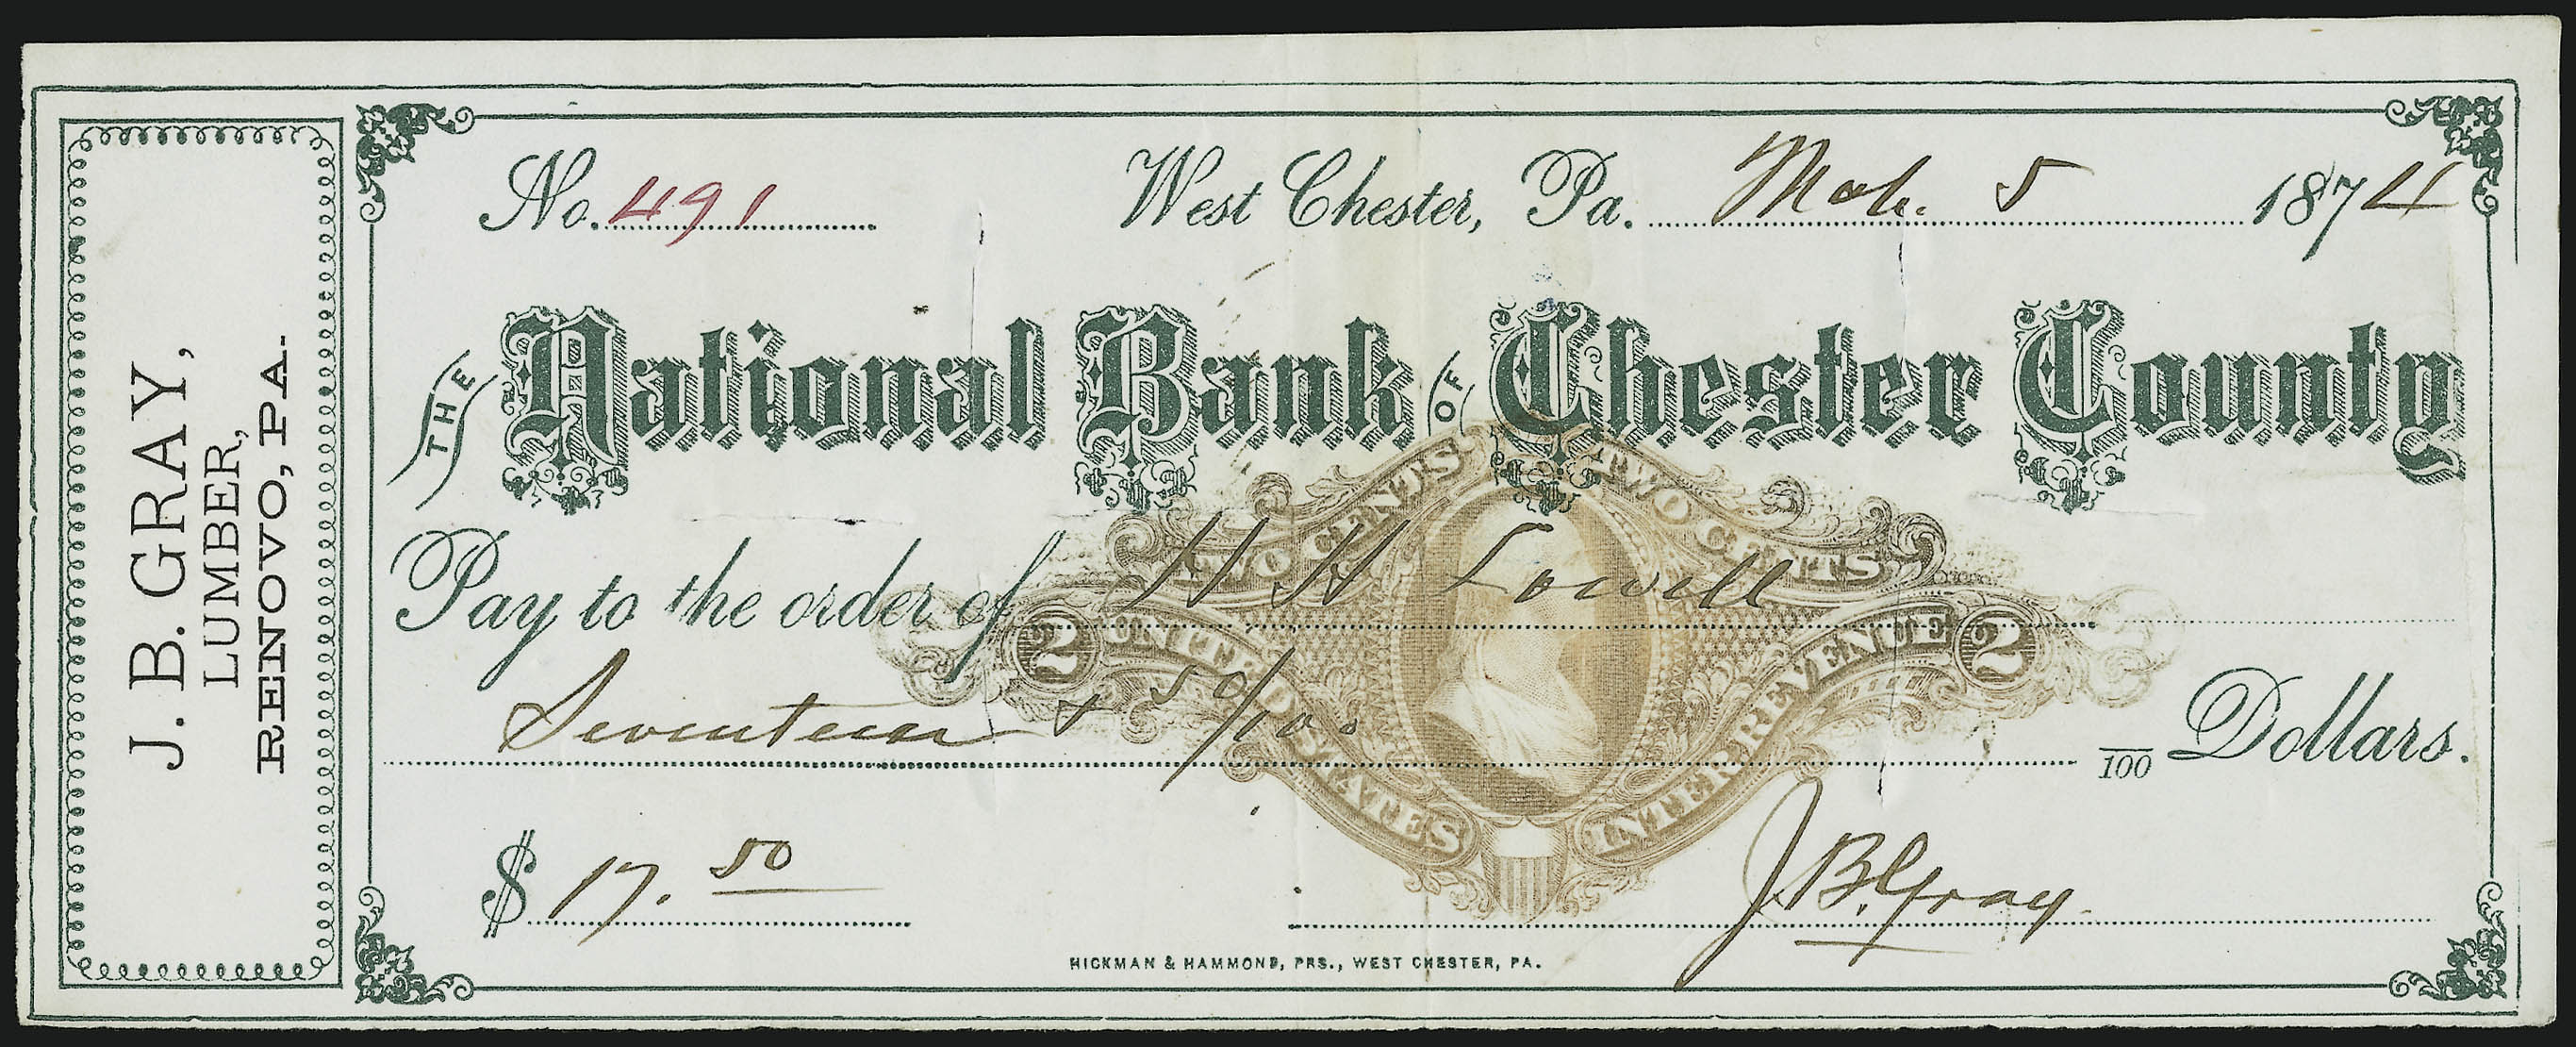 J. B. GRAY,
LUMBER,
RENOVO, PA.
No. 491 West Chester, Pa. Mch. 5 1874
THE National Bank OF Chester County
TWO CENTS TWO CENTS
Pay to the order of H H Lowell
2 UNITED STATES INTER. REVENUE 2
Seventeen & 50/100 /100 Dollars.
$ 17. 50 J. B. Gray
HICKMAN & HAMMOND, PRS., WEST CHESTER, PA.